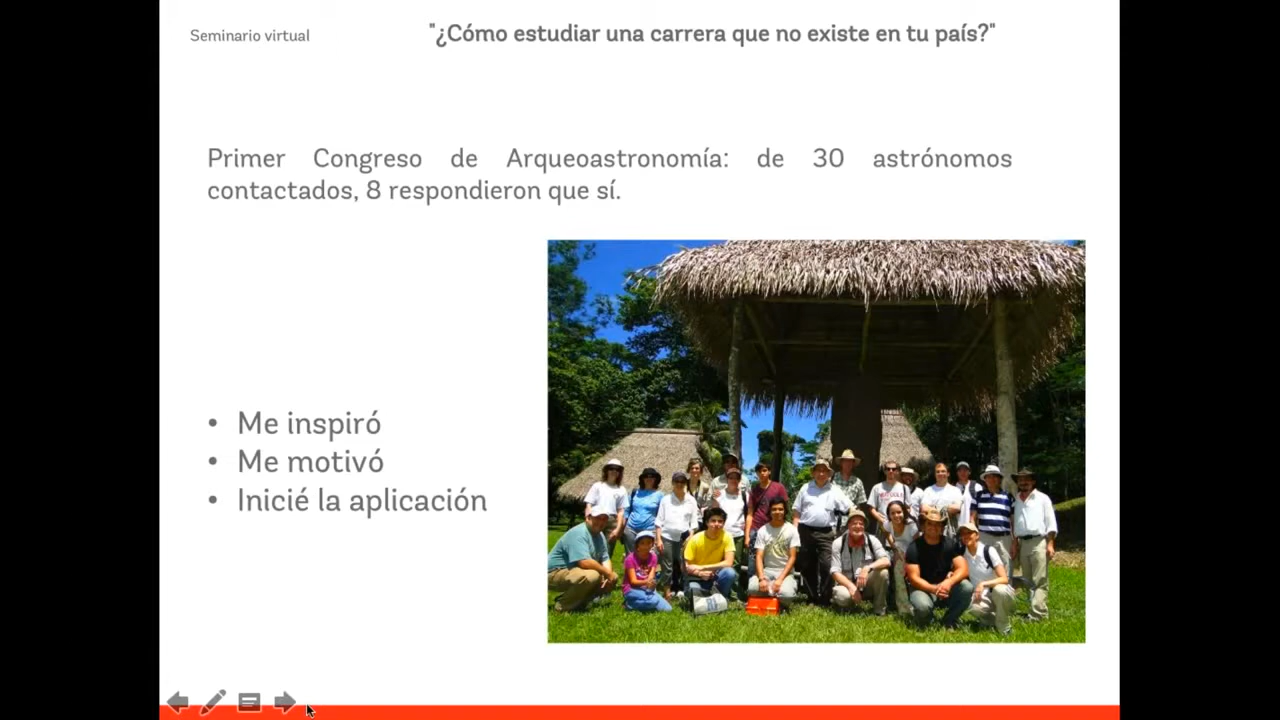 Seminario virtual
"¿Cómo estudiar una carrera que no existe en tu país?"
Primer Congreso de Arqueoastronomía: de 30 astrónomos
contactados, 8 respondieron que sí.
• Me inspiró
• Me motivó
• Inicié la aplicación